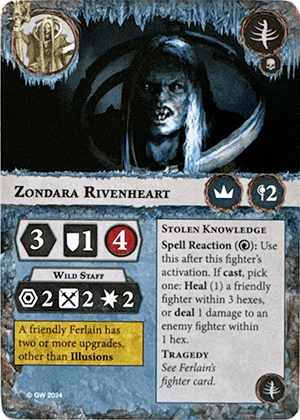 ZONDARA RIVENHEART
2
3 1 4
WILD STAFF
2 2 2
A friendly Ferlain has
two or more upgrades,
other than Illusions
STOLEN KNOWLEDGE
Spell Reaction (): Use
this after this fighter's
activation. If cast, pick
one: Heal (1) a friendly
fighter within 3 hexes,
or deal 1 damage to an
enemy fighter within
1 hex.
TRAGEDY
See Ferlain's
fighter card.
© GW 2024